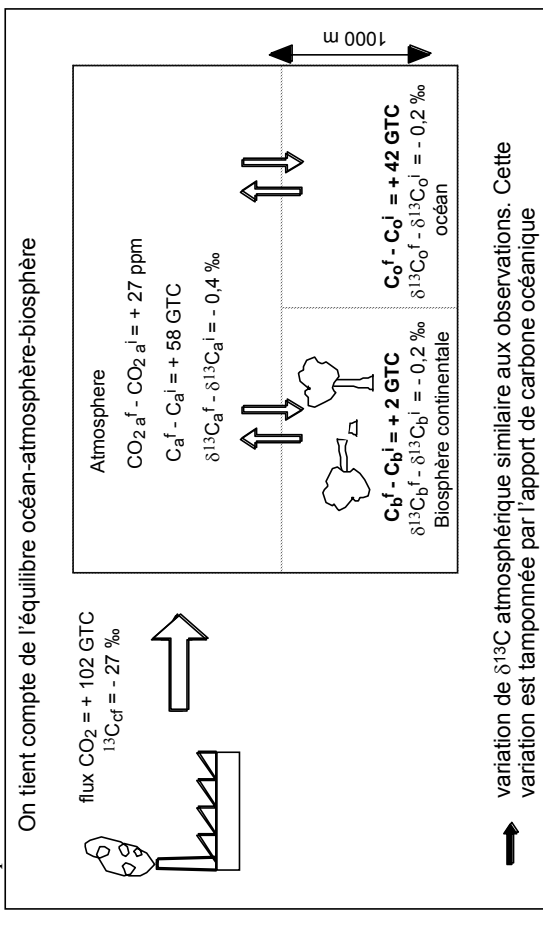 On tient compte de l'équilibre océan-atmosphère-biosphère
flux CO2 = + 102 GTC
13Ccf = - 27 ‰
Atmosphere
CO2 af - CO2 ai = + 27 ppm
Caf - Cai = + 58 GTC
δ13Caf - δ13Cai = - 0,4 ‰
Cbf - Cbi = + 2 GTC
δ13Cbf - δ13Cbi = - 0,2 ‰
Biosphère continentale
Cof - Coi = + 42 GTC
δ13Cof - δ13Coi = - 0,2 ‰
océan
1000 m
variation de δ13C atmosphérique similaire aux observations. Cette
variation est tamponnée par l'apport de carbone océanique